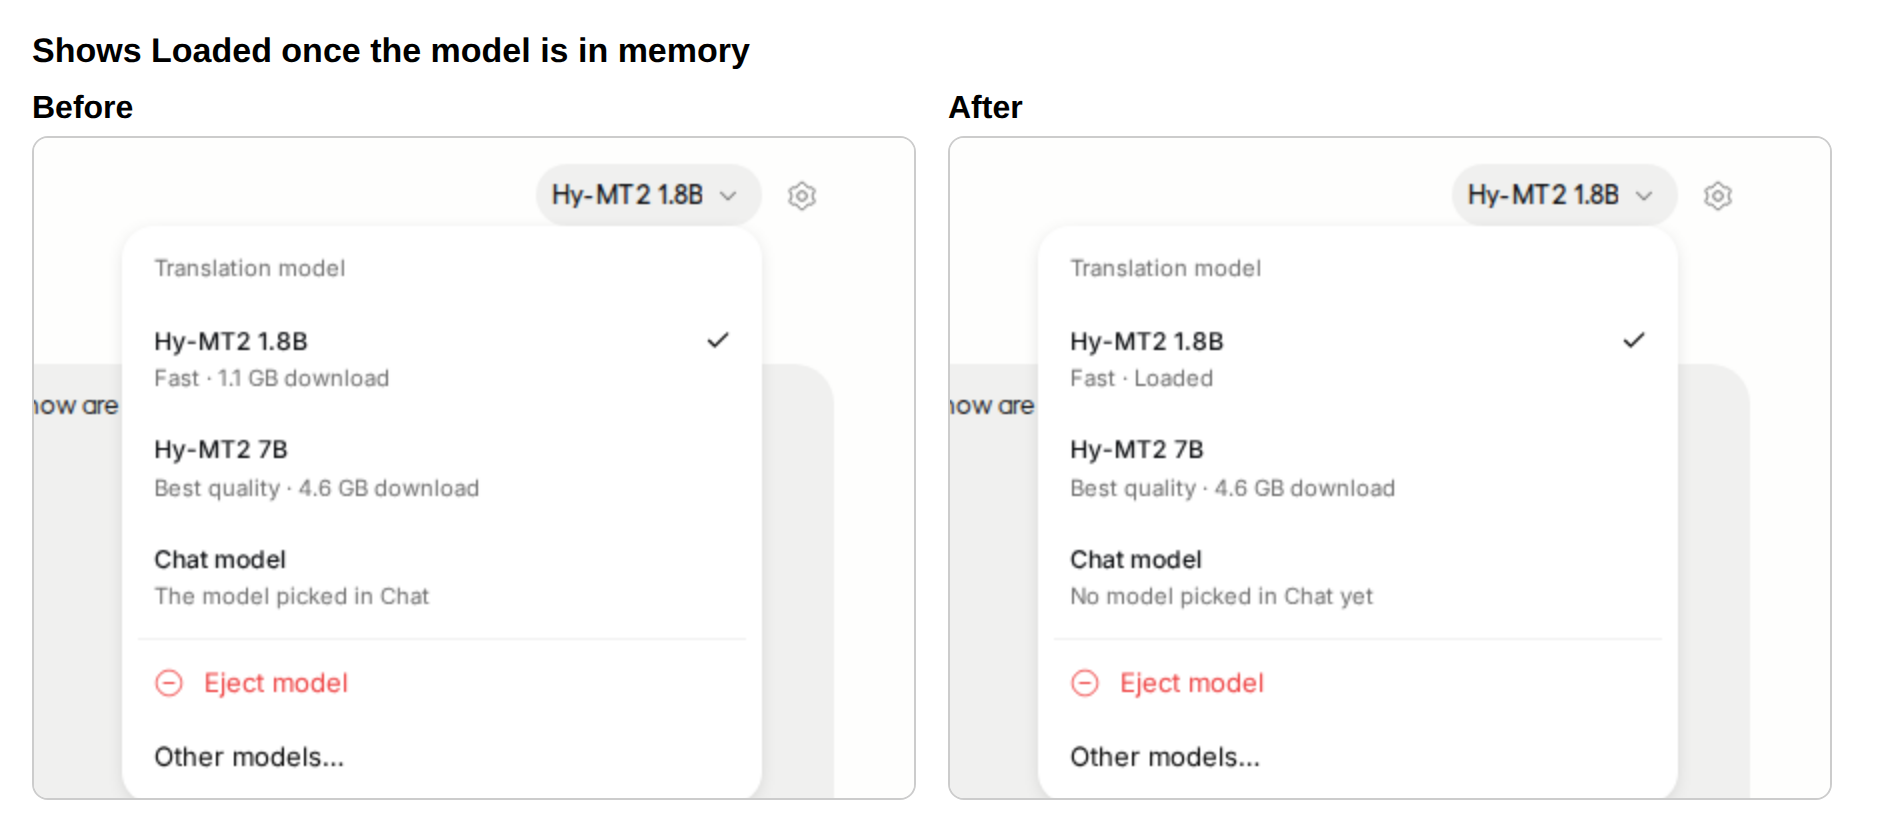 Shows Loaded once the model is in memory
Before
Hy-MT2 1.8B
Translation model
Hy-MT2 1.8B
Fast · 1.1 GB download
how are
Hy-MT2 7B
Best quality · 4.6 GB download
Chat model
The model picked in Chat
Eject model
Other models...
After
Hy-MT2 1.8B
Translation model
Hy-MT2 1.8B
Fast · Loaded
how are
Hy-MT2 7B
Best quality · 4.6 GB download
Chat model
No model picked in Chat yet
Eject model
Other models...